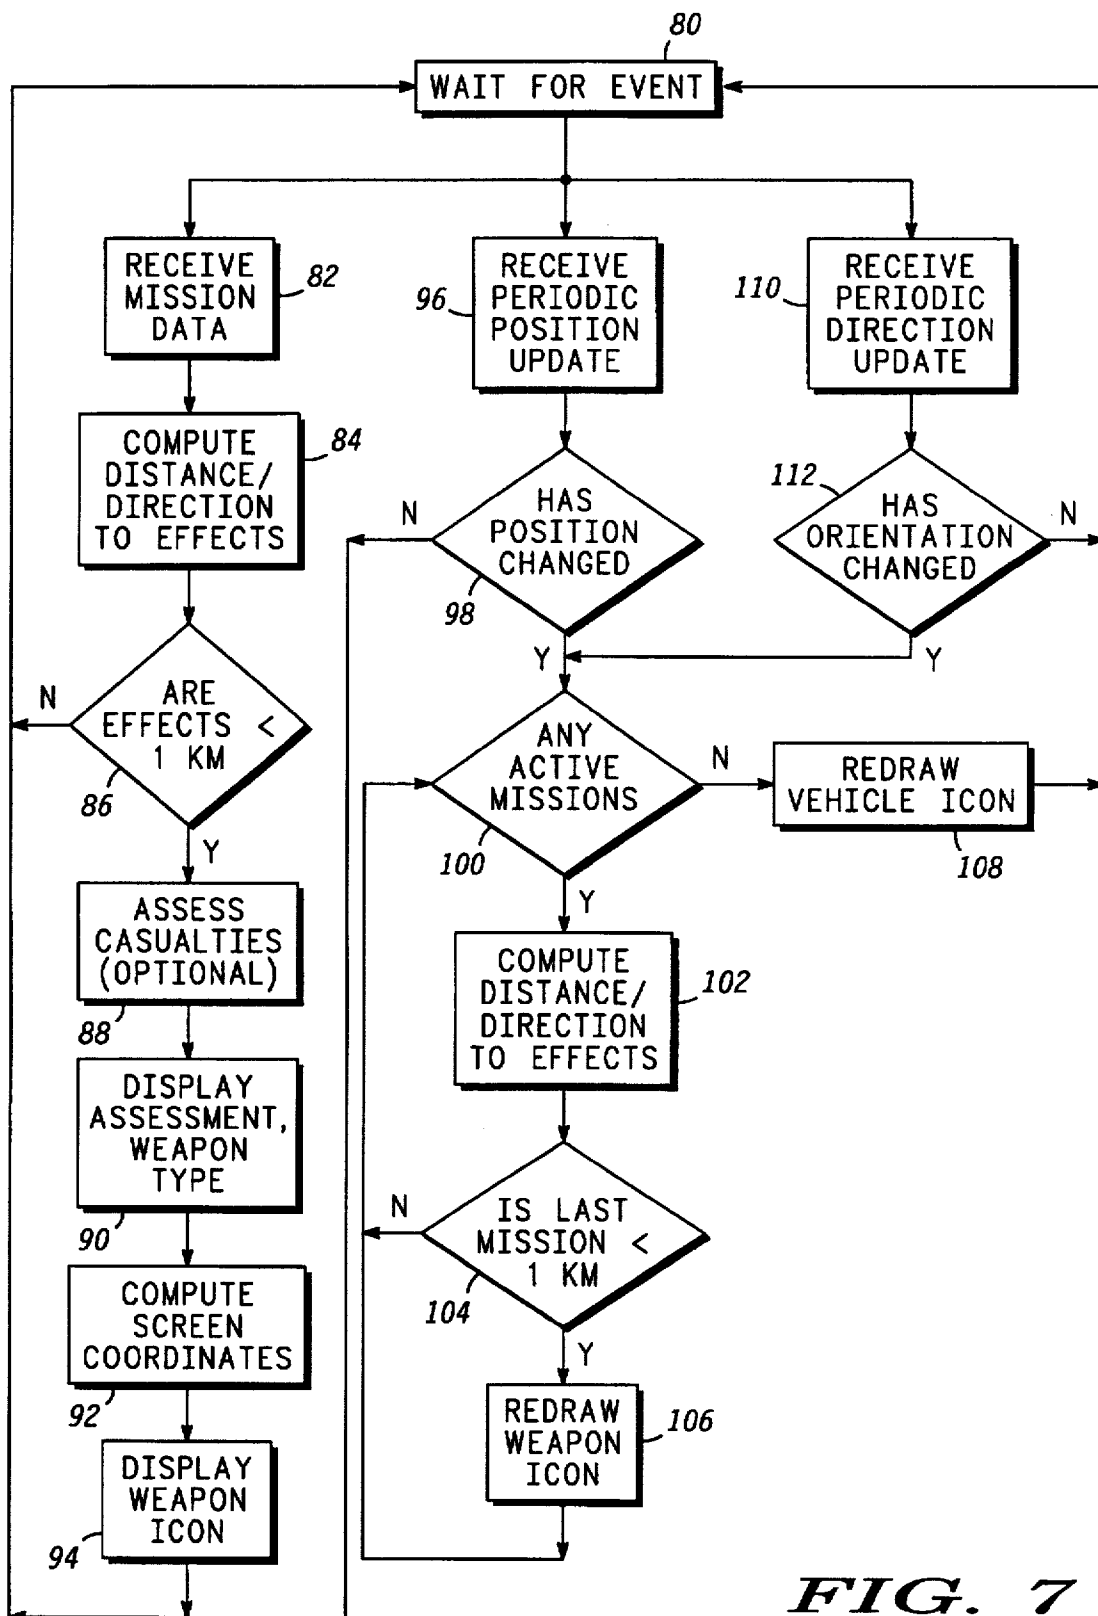 80
WAIT FOR EVENT
RECEIVE
MISSION
DATA
82
COMPUTE
DISTANCE/
DIRECTION
TO EFFECTS
84
ARE
EFFECTS <
1 KM
N
86
Y
ASSESS
CASUALTIES
(OPTIONAL)
88
DISPLAY
ASSESSMENT,
WEAPON
TYPE
90
COMPUTE
SCREEN
COORDINATES
92
DISPLAY
WEAPON
ICON
94
RECEIVE
PERIODIC
POSITION
UPDATE
96
HAS
POSITION
CHANGED
N
98
Y
ANY
ACTIVE
MISSIONS
N
100
Y
COMPUTE
DISTANCE/
DIRECTION
TO EFFECTS
102
IS LAST
MISSION <
1 KM
N
104
Y
REDRAW
WEAPON
ICON
106
RECEIVE
PERIODIC
DIRECTION
UPDATE
110
HAS
ORIENTATION
CHANGED
112
N
Y
REDRAW
VEHICLE ICON
108
FIG. 7